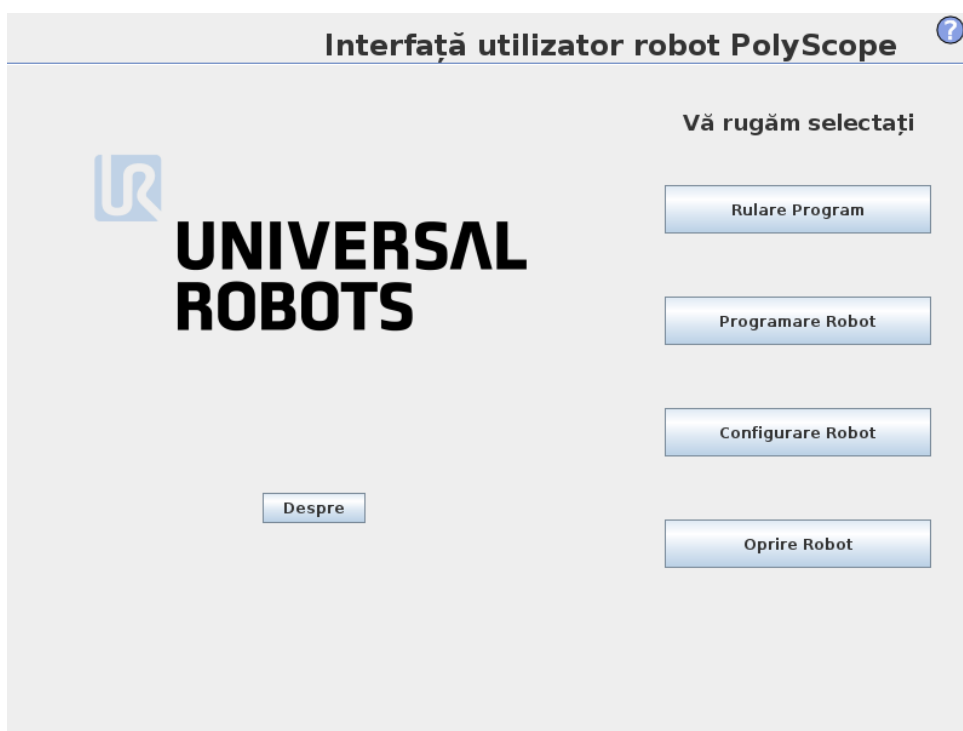 Interfață utilizator robot PolyScope
?
Vă rugăm selectați
UR
UNIVERSAL
ROBOTS
Rulare Program
Programare Robot
Configurare Robot
Despre
Oprire Robot